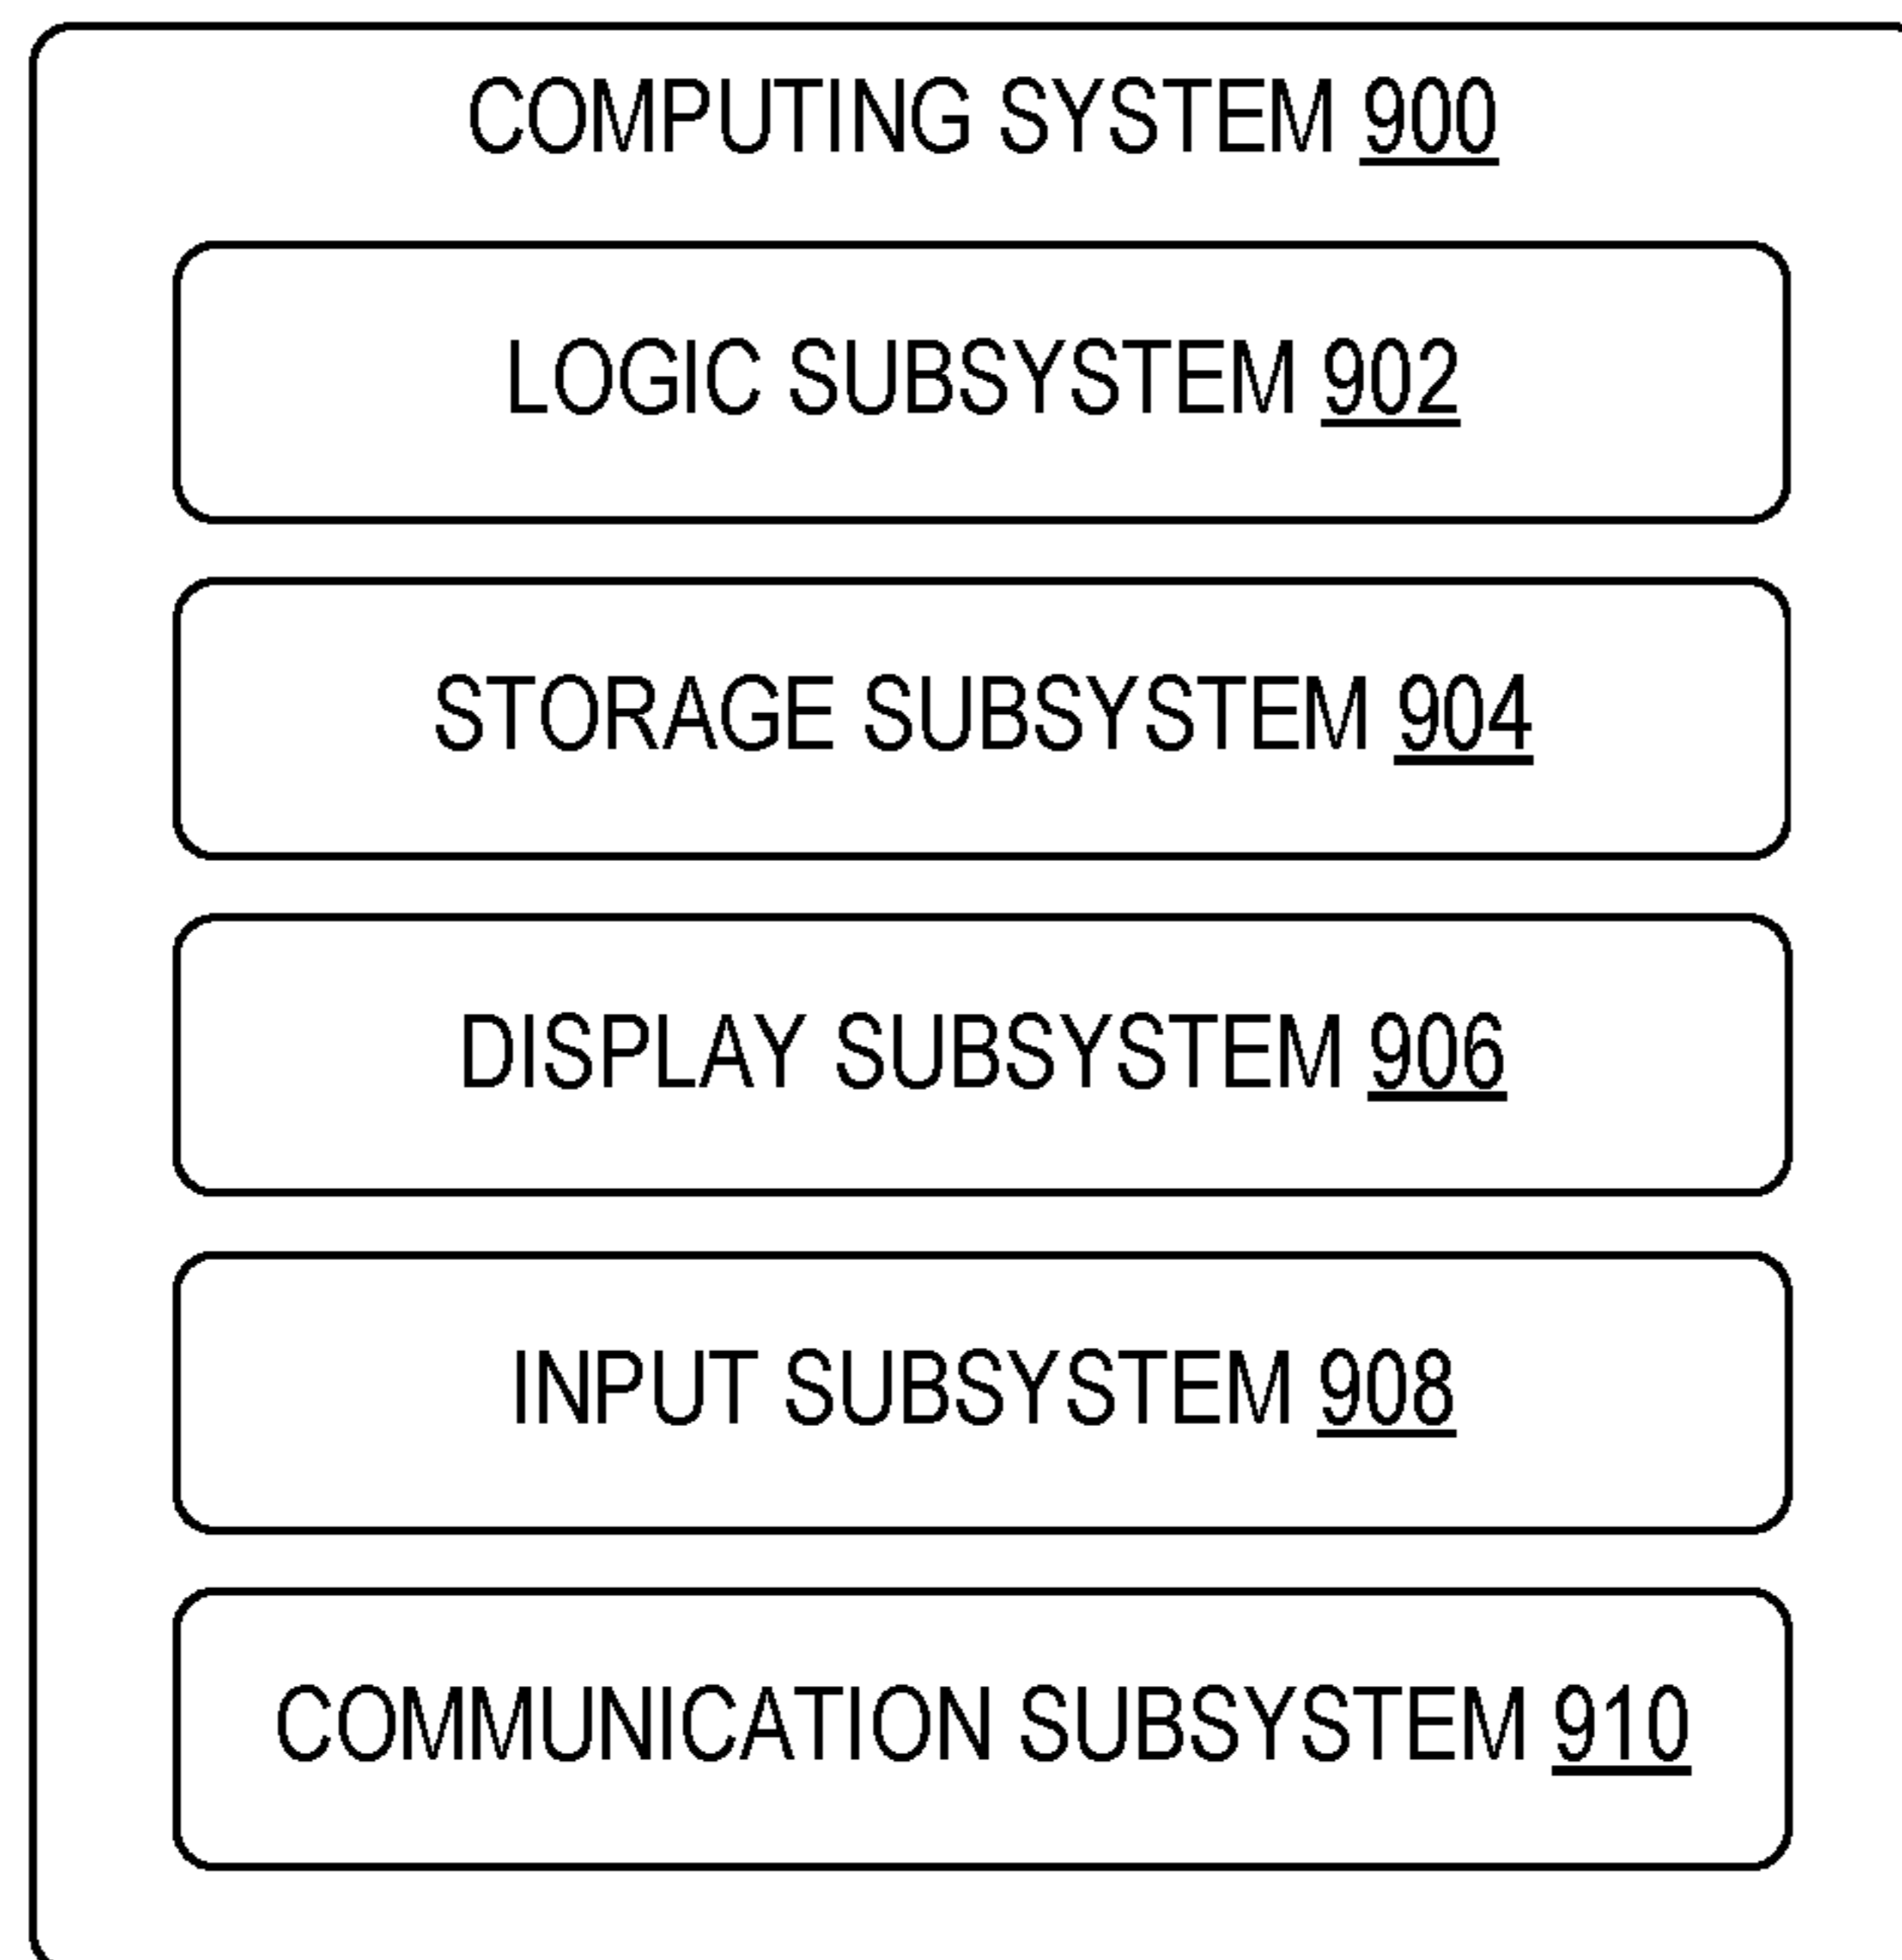 COMPUTING SYSTEM 900
LOGIC SUBSYSTEM 902
STORAGE SUBSYSTEM 904
DISPLAY SUBSYSTEM 906
INPUT SUBSYSTEM 908
COMMUNICATION SUBSYSTEM 910